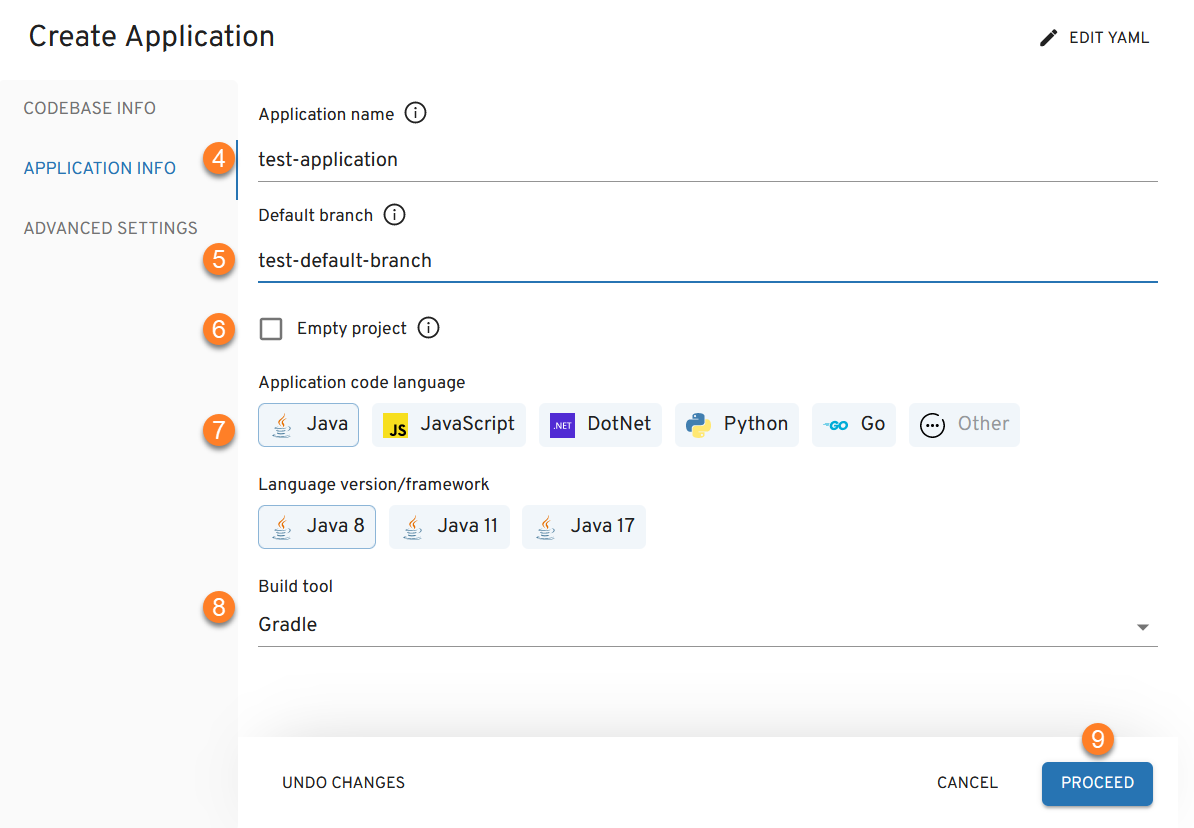 Create Application
EDIT YAML
CODEBASE INFO
APPLICATION INFO
ADVANCED SETTINGS
Application name
4 test-application
Default branch
5 test-default-branch
6 Empty project
Application code language
7 Java JS JavaScript .NET DotNet Python GO Go Other
Language version/framework
Java 8 Java 11 Java 17
Build tool
8 Gradle
9
UNDO CHANGES CANCEL PROCEED